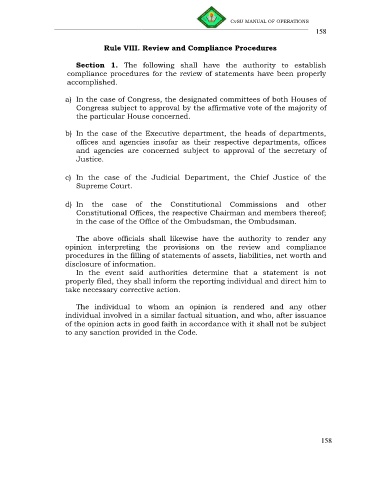 CvSU MANUAL OF OPERATIONS
158
Rule VIII. Review and Compliance Procedures
Section 1. The following shall have the authority to establish
compliance procedures for the review of statements have been properly
accomplished.
a) In the case of Congress, the designated committees of both Houses of
Congress subject to approval by the affirmative vote of the majority of
the particular House concerned.
b) In the case of the Executive department, the heads of departments,
offices and agencies insofar as their respective departments, offices
and agencies are concerned subject to approval of the secretary of
Justice.
c) In the case of the Judicial Department, the Chief Justice of the
Supreme Court.
d) In the case of the Constitutional Commissions and other
Constitutional Offices, the respective Chairman and members thereof;
in the case of the Office of the Ombudsman, the Ombudsman.
The above officials shall likewise have the authority to render any
opinion interpreting the provisions on the review and compliance
procedures in the filling of statements of assets, liabilities, net worth and
disclosure of information.
In the event said authorities determine that a statement is not
properly filed, they shall inform the reporting individual and direct him to
take necessary corrective action.
The individual to whom an opinion is rendered and any other
individual involved in a similar factual situation, and who, after issuance
of the opinion acts in good faith in accordance with it shall not be subject
to any sanction provided in the Code.
158